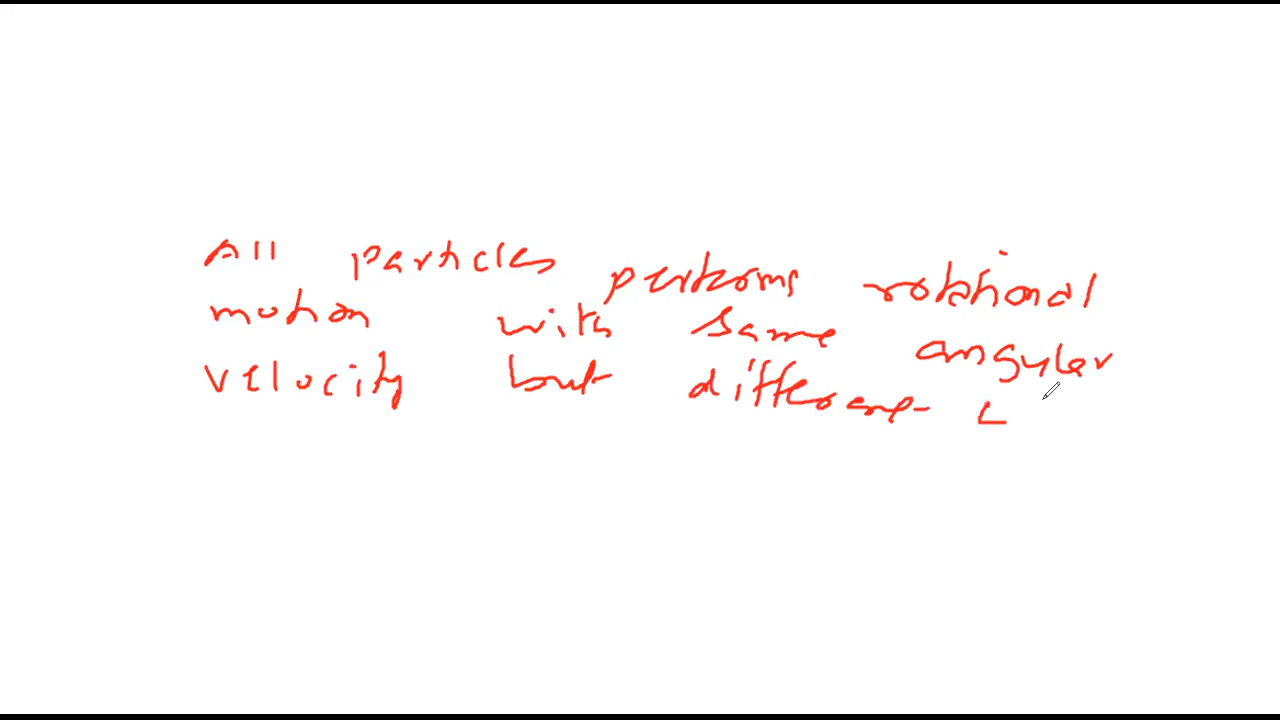 All particles performs rotational
motion with same angular
velocity but different L